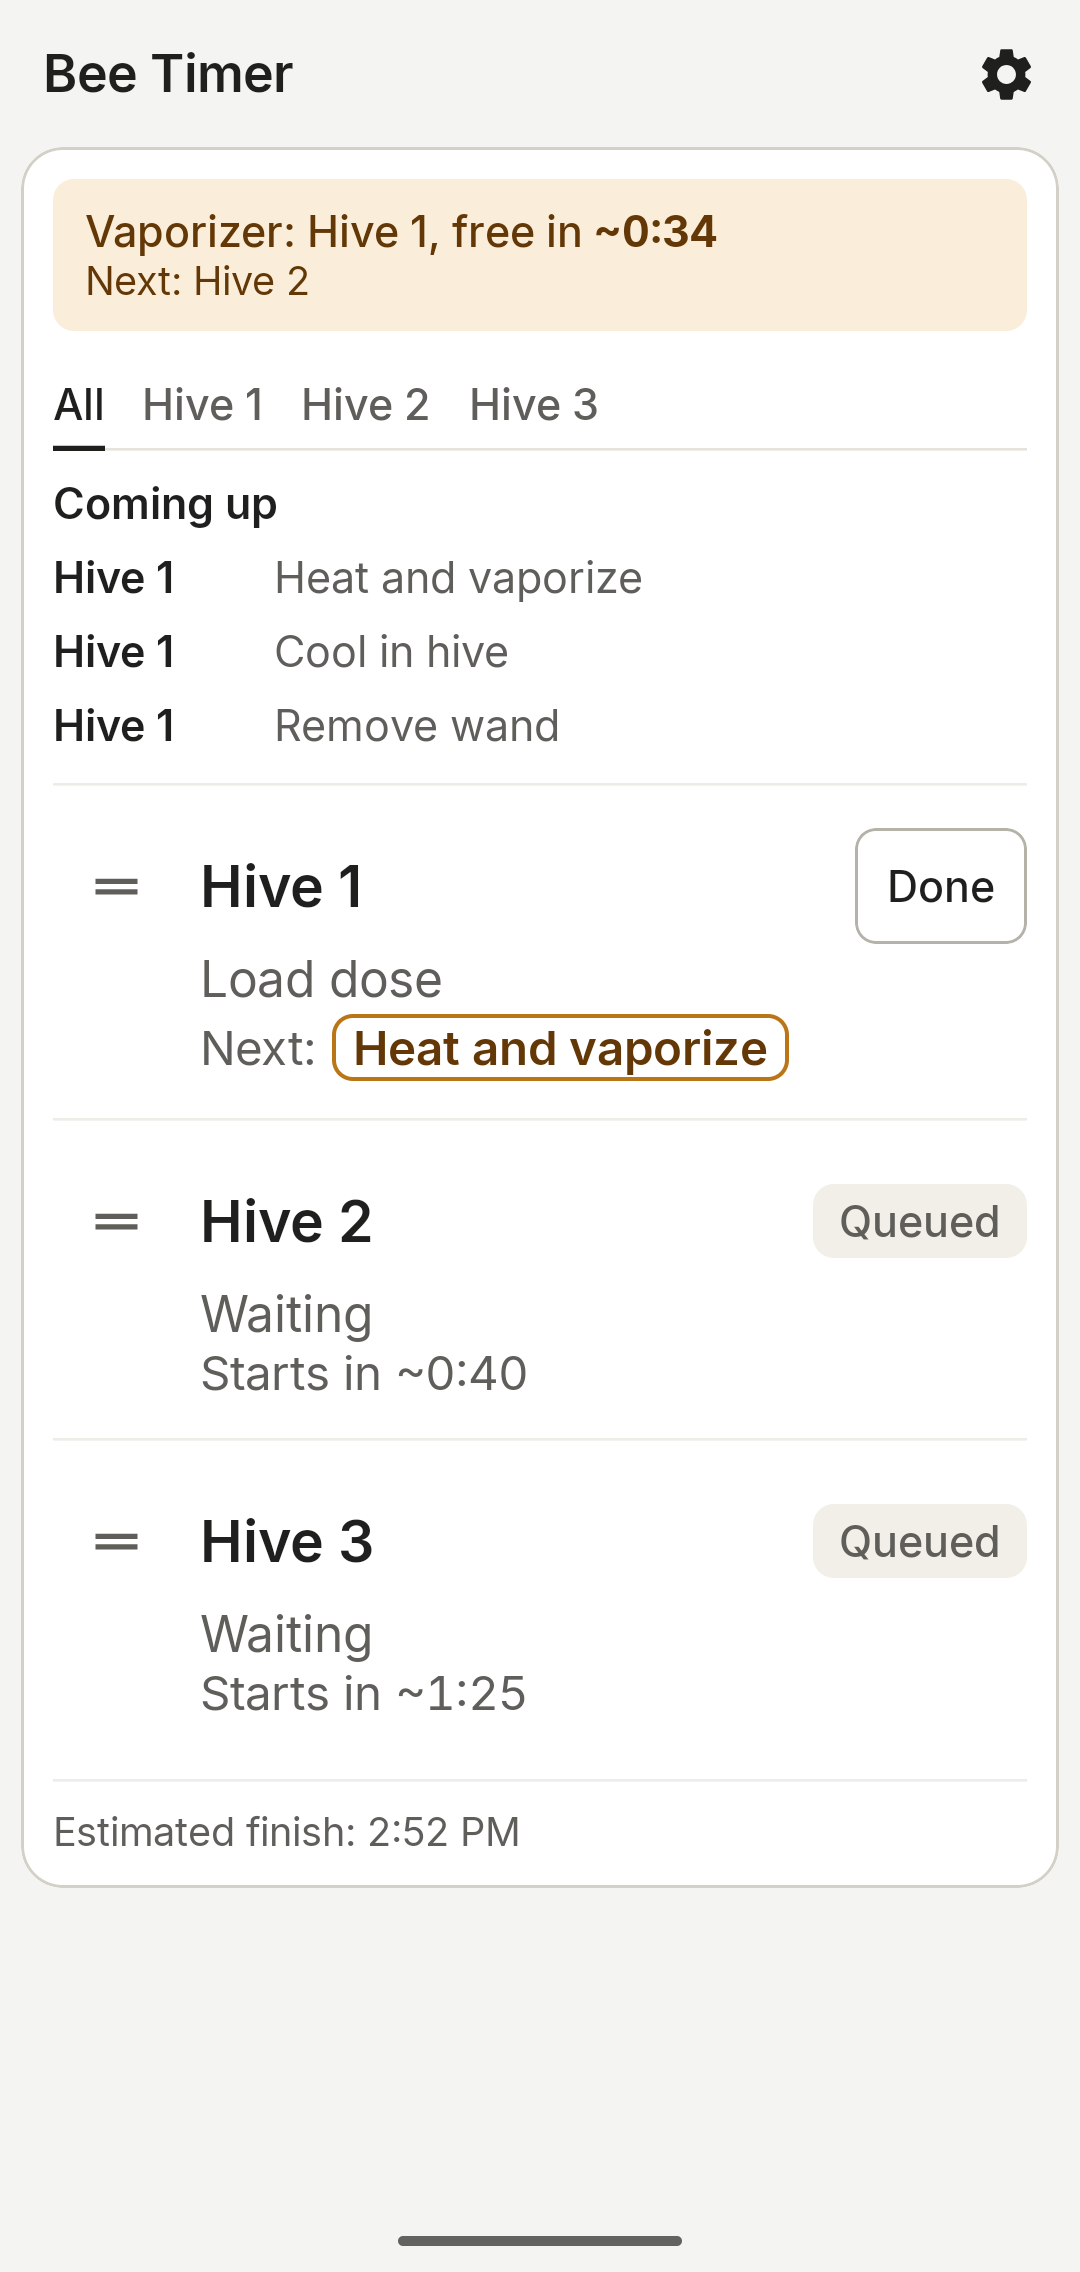 Bee Timer
Vaporizer: Hive 1, free in ~0:34
Next: Hive 2
All Hive 1 Hive 2 Hive 3
Coming up
Hive 1 Heat and vaporize
Hive 1 Cool in hive
Hive 1 Remove wand
Hive 1 Done
Load dose
Next: Heat and vaporize
Hive 2 Queued
Waiting
Starts in ~0:40
Hive 3 Queued
Waiting
Starts in ~1:25
Estimated finish: 2:52 PM